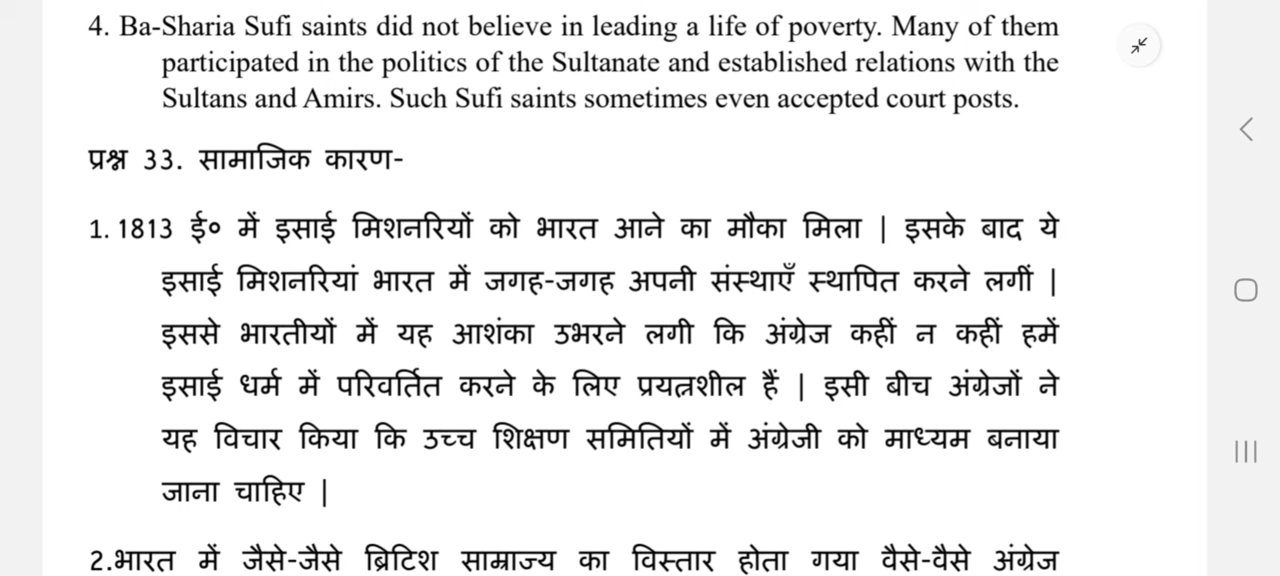 4. Ba-Sharia Sufi saints did not believe in leading a life of poverty. Many of them
participated in the politics of the Sultanate and established relations with the
Sultans and Amirs. Such Sufi saints sometimes even accepted court posts.
प्रश्न 33. सामाजिक कारण-
1. 1813 ई० में इसाई मिशनरियों को भारत आने का मौका मिला | इसके बाद ये
इसाई मिशनरियां भारत में जगह-जगह अपनी संस्थाएँ स्थापित करने लगीं |
इससे भारतीयों में यह आशंका उभरने लगी कि अंग्रेज कहीं न कहीं हमें
इसाई धर्म में परिवर्तित करने के लिए प्रयत्नशील हैं | इसी बीच अंग्रेजों ने
यह विचार किया कि उच्च शिक्षण समितियों में अंग्रेजी को माध्यम बनाया
जाना चाहिए |
2.भारत में जैसे-जैसे ब्रिटिश साम्राज्य का विस्तार होता गया वैसे-वैसे अंग्रेज